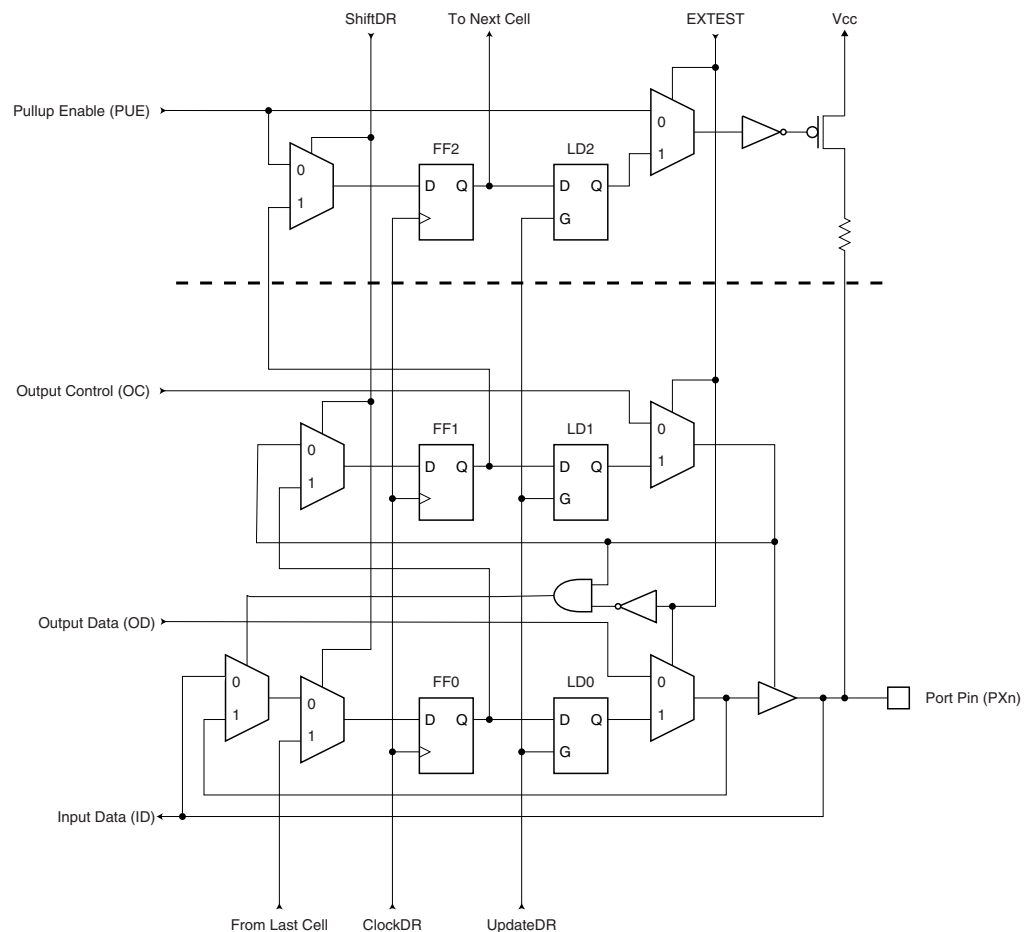 ShiftDR
To Next Cell
EXTEST
Vcc
Pullup Enable (PUE)
0
1
FF2
D Q
LD2
D Q
G
0
1
Output Control (OC)
0
1
FF1
D Q
LD1
D Q
G
0
1
Output Data (OD)
0
1
0
1
FF0
D Q
LD0
D Q
G
0
1
Port Pin (PXn)
Input Data (ID)
From Last Cell
ClockDR
UpdateDR